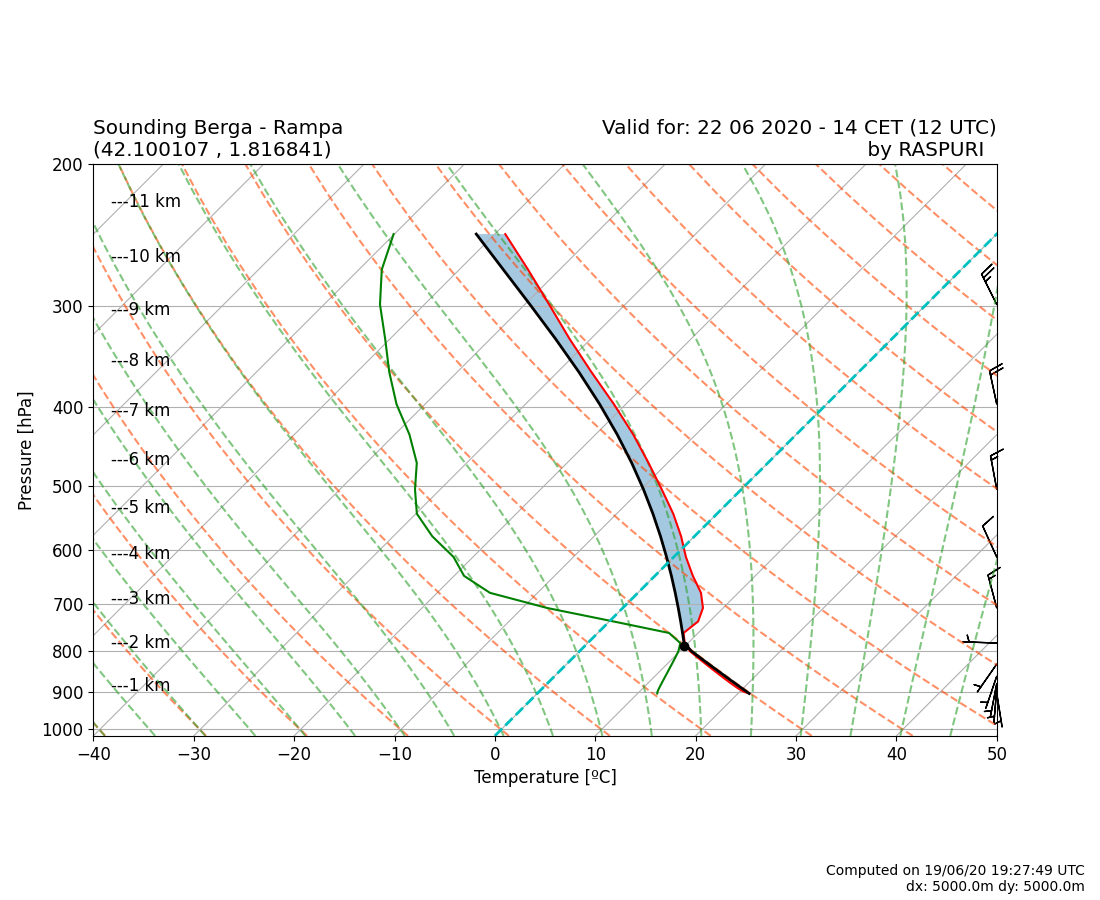 Sounding Berga - Rampa
(42.100107 , 1.816841)
Valid for: 22 06 2020 - 14 CET (12 UTC)
by RASPURI
200
---11 km
---10 km
300
---9 km
---8 km
400
---7 km
---6 km
500
---5 km
600
---4 km
700
---3 km
---2 km
800
---1 km
900
1000
Pressure [hPa]
−40 −30 −20 −10 0 10 20 30 40 50
Temperature [ºC]
Computed on 19/06/20 19:27:49 UTC
dx: 5000.0m dy: 5000.0m